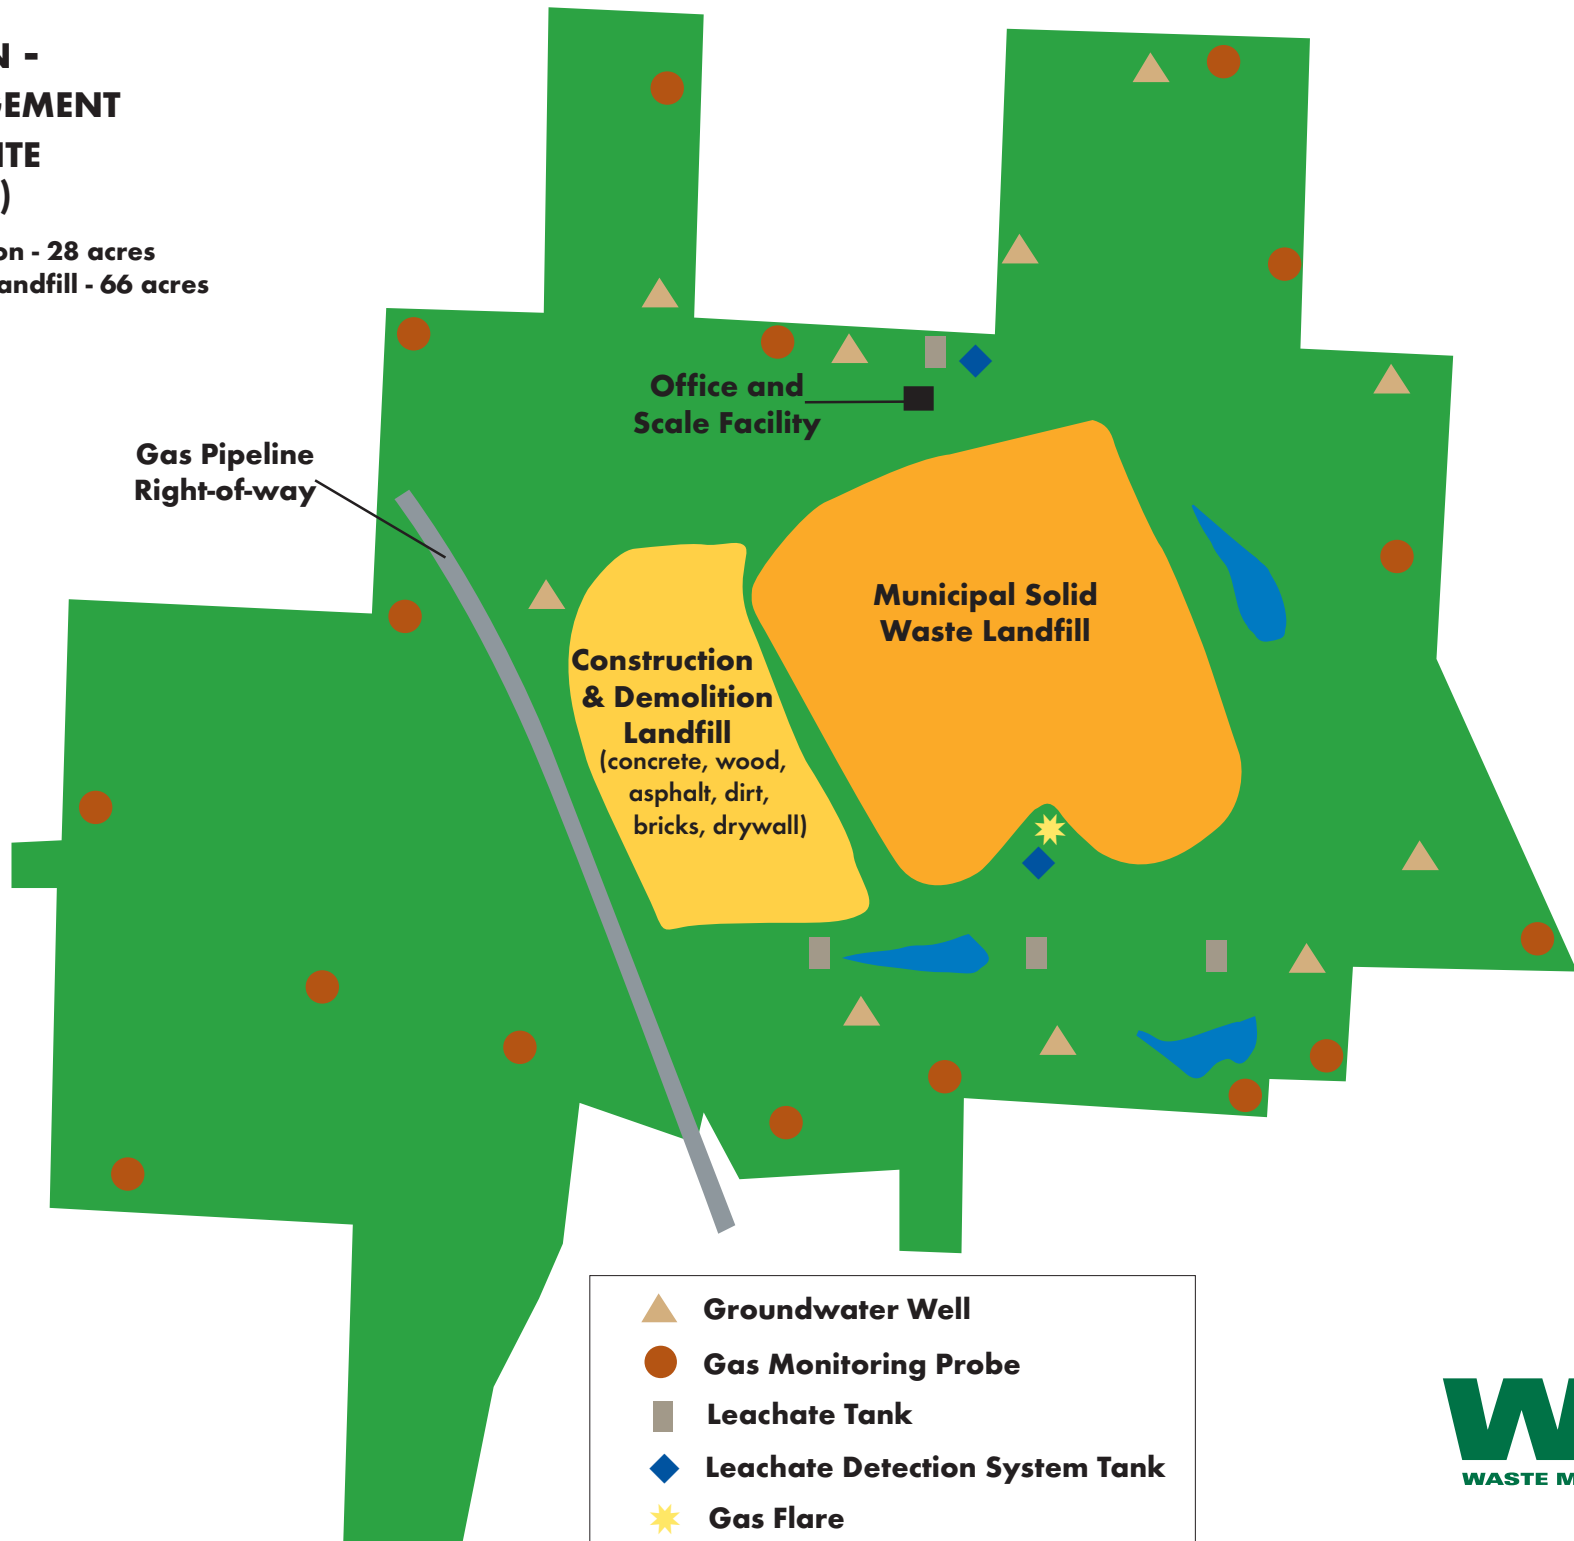 N -
GEMENT
ITE
)
on - 28 acres
andfill - 66 acres
Office and
Scale Facility
Gas Pipeline
Right-of-way
Municipal Solid
Waste Landfill
Construction
& Demolition
Landfill
(concrete, wood,
asphalt, dirt,
bricks, drywall)
Groundwater Well
Gas Monitoring Probe
Leachate Tank
Leachate Detection System Tank
Gas Flare
W
WASTE M